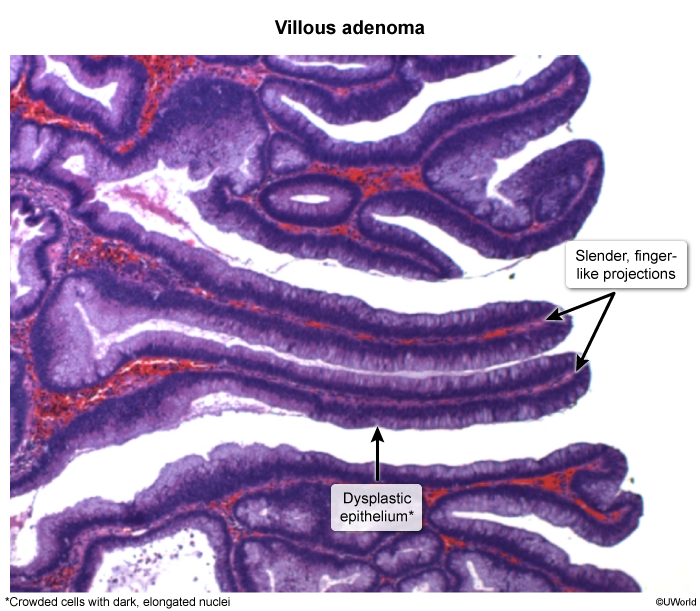 Villous adenoma
Slender, finger-
like projections
Dysplastic
epithelium*
*Crowded cells with dark, elongated nuclei
©UWorld